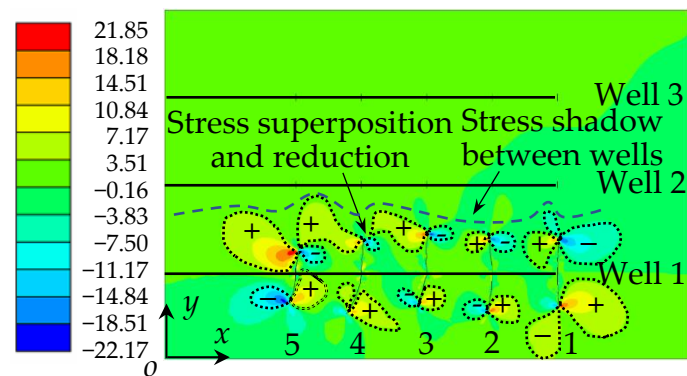 21.85
18.18
14.51
10.84
7.17
3.51
−0.16
−3.83
−7.50
−11.17
−14.84
−18.51
−22.17
Well 3
Stress superposition
and reduction
Stress shadow
between wells
Well 2
+ + + - + - + - + −
Well 1
− + + - + - + − +
y
x
O
5 4 3 2 1